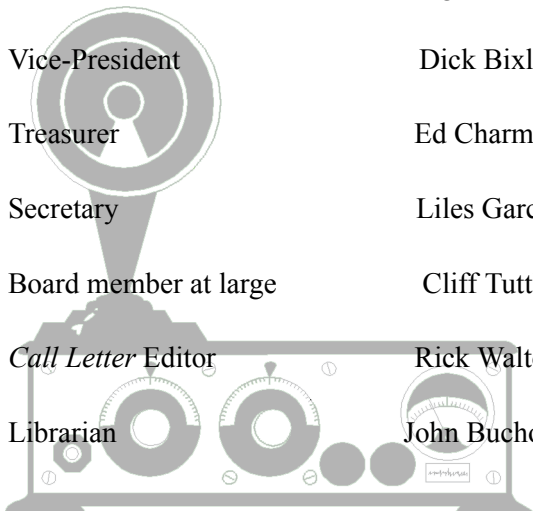 Vice-President Dick Bixl
Treasurer Ed Charm
Secretary Liles Garc
Board member at large Cliff Tutt
Call Letter Editor Rick Walt
Librarian John Buch